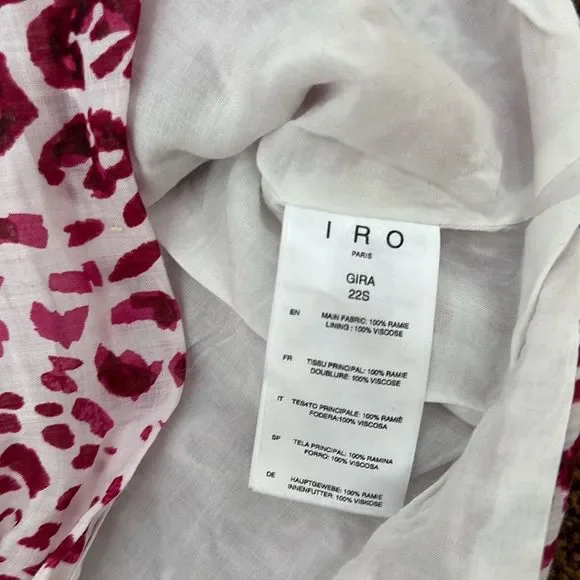 IRO
PARIS
GIRA
22S
EN MAIN FABRIC: 100% RAMIE
LINING : 100% VISCOSE
FR TISSU PRINCIPAL: 100% RAMIE
DOUBLURE: 100% VISCOSE
IT TES4TO PRINCIPALE: 100% RAMIÈ
FODERA:100% VISCOSA
SP TELA PRINCIPAL: 100% RAMINA
FORRO: 100% VISCOSA
DE HAUPTGEWEBE: 100% RAMIE
INNENFUTTER: 100% VISKOSE